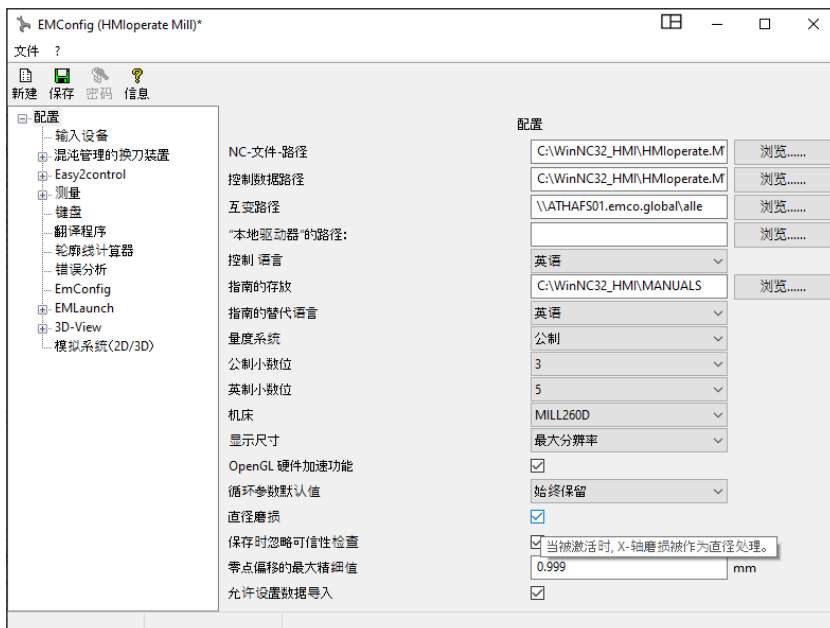 EMConfig (HMIoperate Mill)*
文件 ?
新建 保存 密码 信息
配置
输入设备
混沌管理的换刀装置
Easy2control
测量
键盘
翻译程序
轮廓线计算器
错误分析
EmConfig
EMLaunch
3D-View
模拟系统(2D/3D)
配置
NC-文件-路径 C:\WinNC32_HMI\HMIoperate.M 浏览......
控制数据路径 C:\WinNC32_HMI\HMIoperate.M 浏览......
互变路径 \\ATHAFS01.emco.global\alle 浏览......
"本地驱动器"的路径: 浏览......
控制 语言 英语
指南的存放 C:\WinNC32_HMI\MANUALS 浏览......
指南的替代语言 英语
量度系统 公制
公制小数位 3
英制小数位 5
机床 MILL260D
显示尺寸 最大分辨率
OpenGL 硬件加速功能
循环参数默认值 始终保留
直径磨损
保存时忽略可信性检查 当被激活时, X-轴磨损被作为直径处理。
零点偏移的最大精细值 0.999 mm
允许设置数据导入